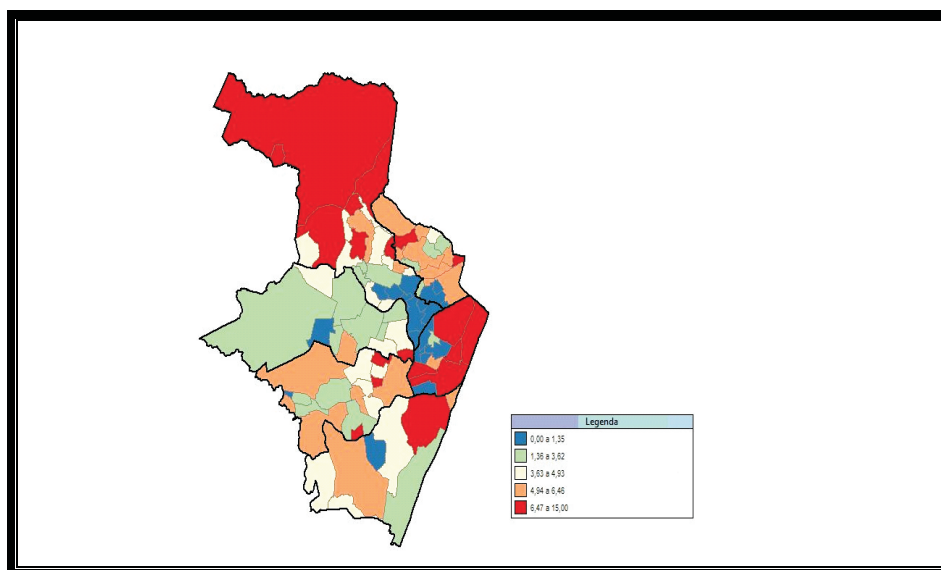 Legenda
0,00 a 1,35
1,36 a 3,62
3,63 a 4,93
4,94 a 6,46
6,47 a 15,00